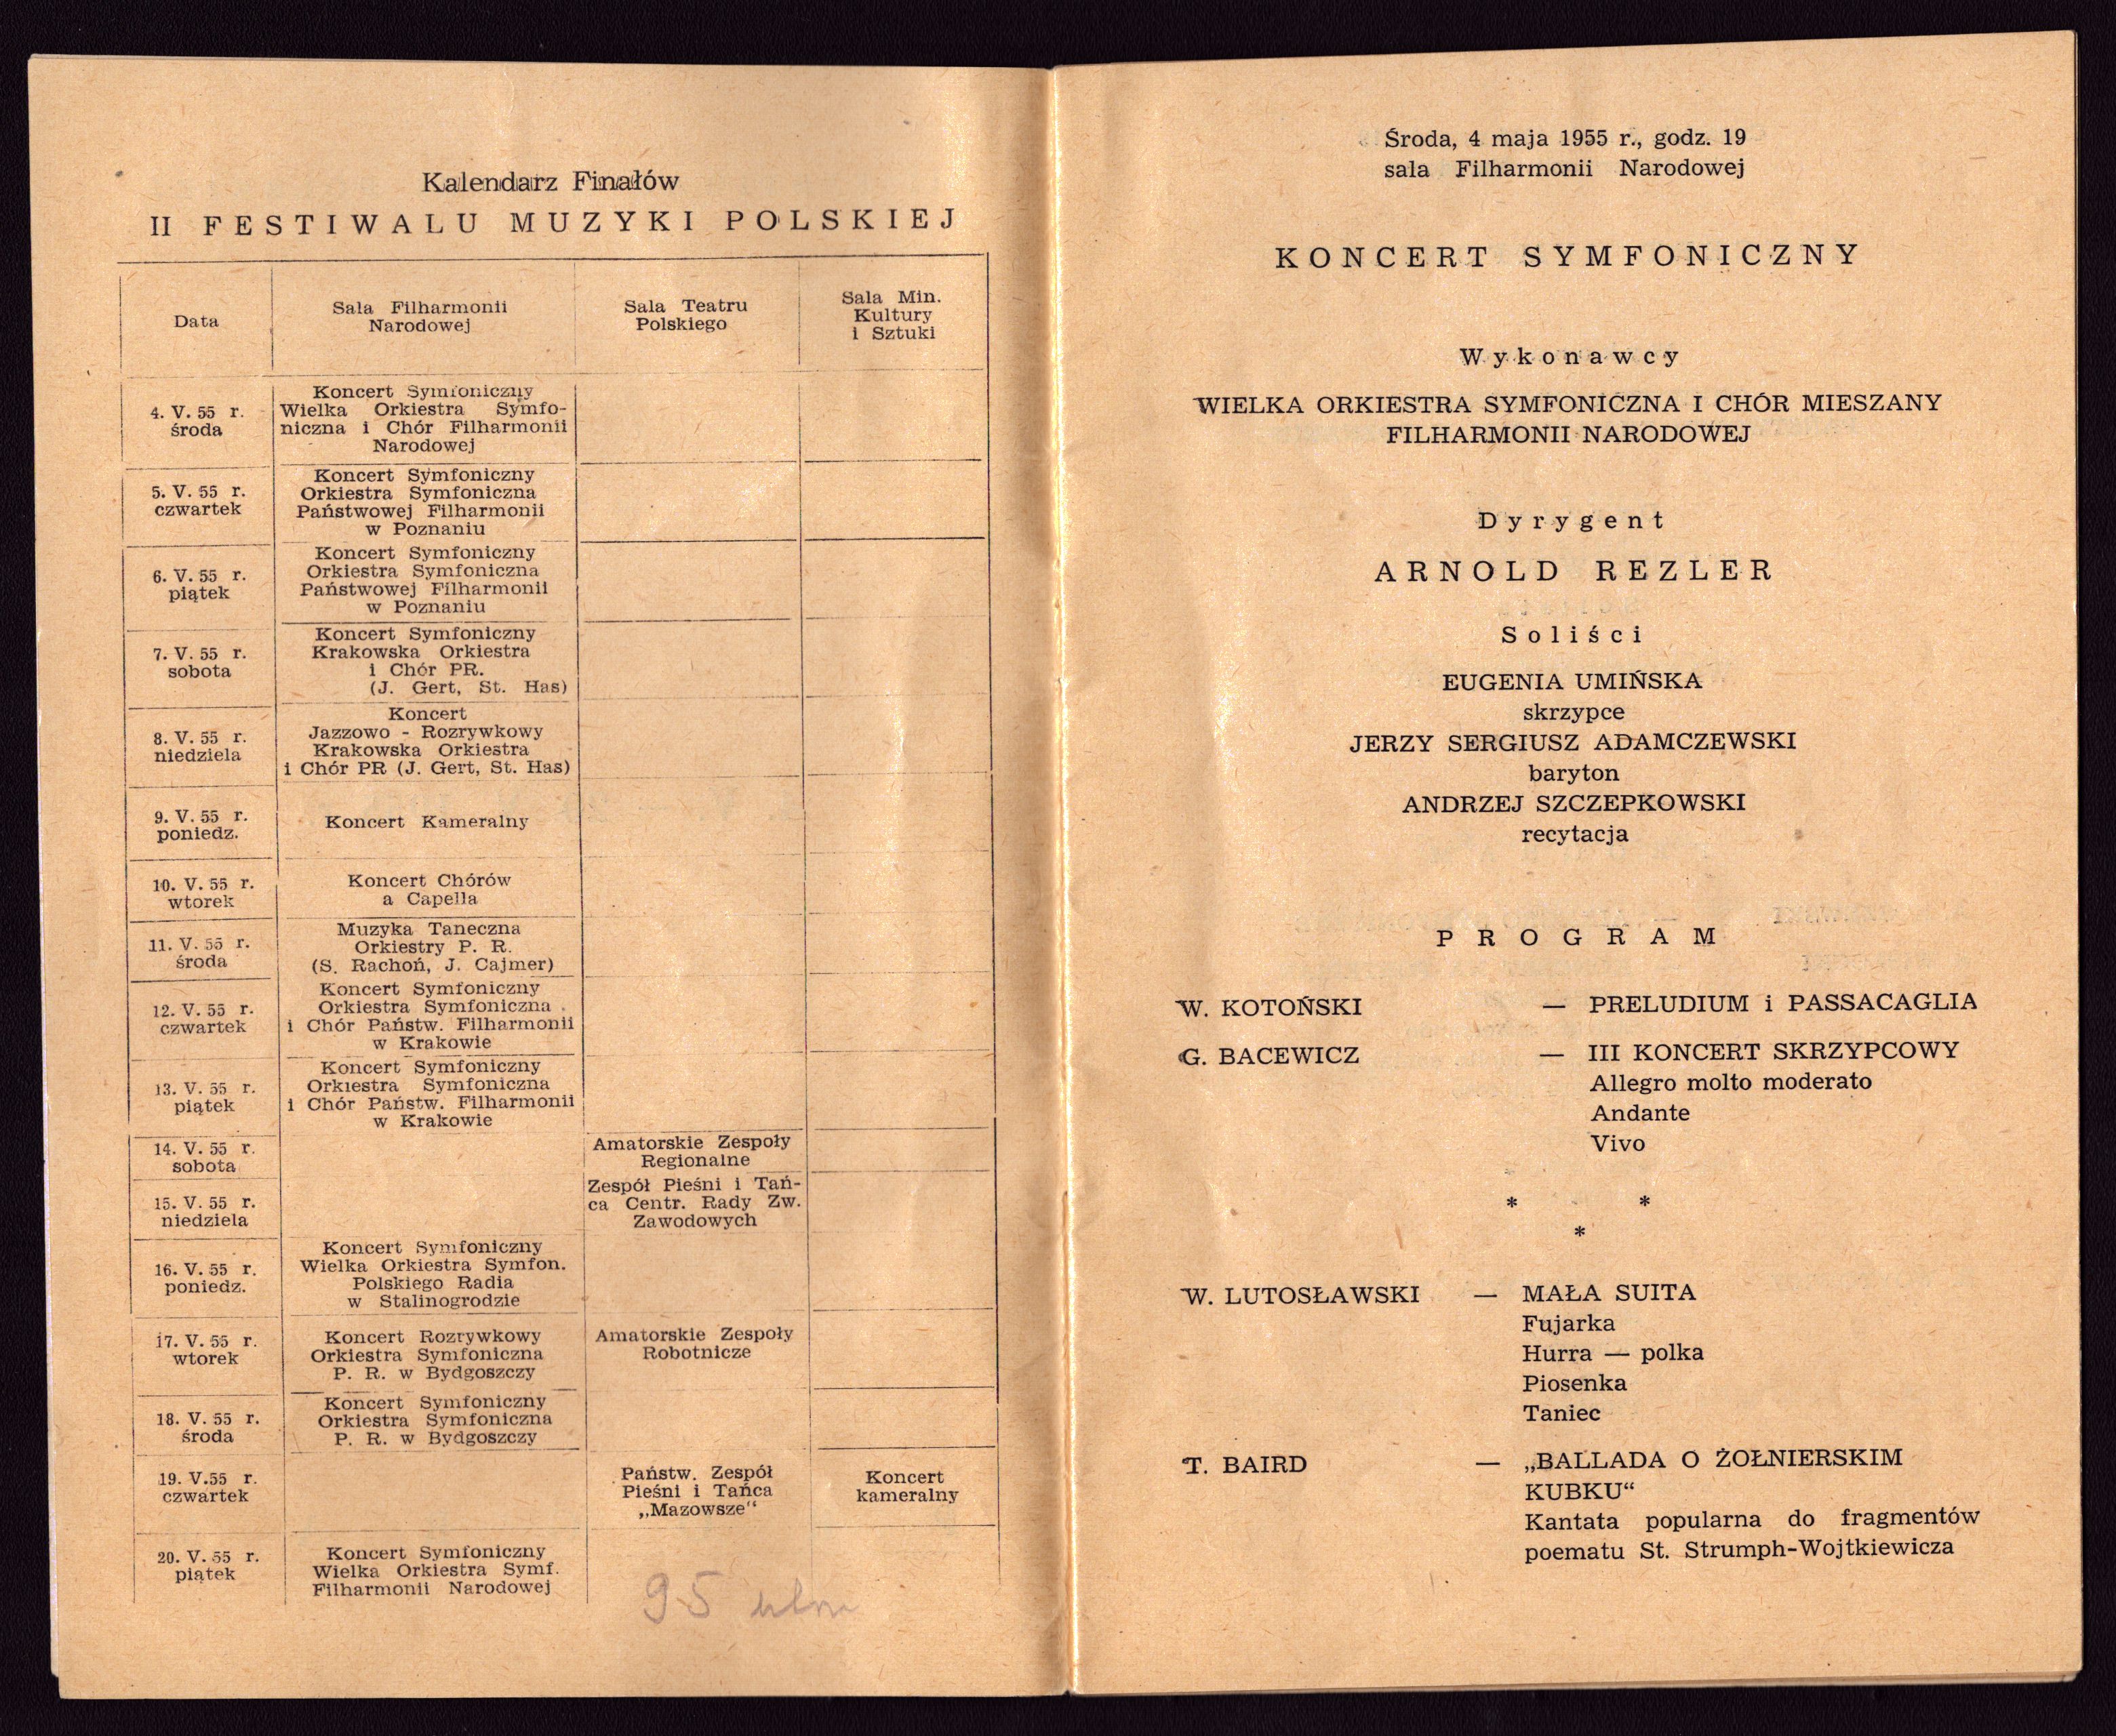 Kalendarz Finałów
II FESTIWALU MUZYKI POLSKIEJ
Data
Sala Filharmonii
Narodowej
Sala Teatru
Polskiego
Sala Min.
Kultury
i Sztuki
4. V. 55 r.
środa
Koncert Symfoniczny
Wielka Orkiestra Symfo-
niczna i Chór Filharmonii
Narodowej
5. V. 55 r.
czwartek
Koncert Symfoniczny
Orkiestra Symfoniczna
Państwowej Filharmonii
w Poznaniu
6. V. 55 r.
piątek
Koncert Symfoniczny
Orkiestra Symfoniczna
Państwowej Filharmonii
w Poznaniu
7. V. 55 r.
sobota
Koncert Symfoniczny
Krakowska Orkiestra
i Chór PR.
(J. Gert, St. Has)
8. V. 55 r.
niedziela
Koncert
Jazzowo - Rozrywkowy
Krakowska Orkiestra
i Chór PR (J. Gert, St. Has)
9. V. 55 r.
poniedz.
Koncert Kameralny
10. V. 55 r.
wtorek
Koncert Chórów
a Capella
11. V. 55 r.
środa
Muzyka Taneczna
Orkiestry P. R.
(S. Rachoń, J. Cajmer)
12. V. 55 r.
czwartek
Koncert Symfoniczny
Orkiestra Symfoniczna
i Chór Państw. Filharmonii
w Krakowie
13. V. 55 r.
piątek
Koncert Symfoniczny
Orkiestra Symfoniczna
i Chór Państw. Filharmonii
w Krakowie
14. V. 55 r.
sobota
Amatorskie Zespoły
Regionalne
15. V. 55 r.
niedziela
Zespół Pieśni i Tań-
ca Centr. Rady Zw.
Zawodowych
16. V. 55 r.
poniedz.
Koncert Symfoniczny
Wielka Orkiestra Symfon.
Polskiego Radia
w Stalinogrodzie
17. V. 55 r.
wtorek
Koncert Rozrywkowy
Orkiestra Symfoniczna
P. R. w Bydgoszczy
Amatorskie Zespoły
Robotnicze
18. V. 55 r.
środa
Koncert Symfoniczny
Orkiestra Symfoniczna
P. R. w Bydgoszczy
19. V.55 r.
czwartek
Państw. Zespół
Pieśni i Tańca
„Mazowsze“
Koncert
kameralny
20. V. 55 r.
piątek
Koncert Symfoniczny
Wielka Orkiestra Symf.
Filharmonii Narodowej
95
Środa, 4 maja 1955 r., godz. 19
sala Filharmonii Narodowej
KONCERT SYMFONICZNY
Wykonawcy
WIELKA ORKIESTRA SYMFONICZNA I CHÓR MIESZANY
FILHARMONII NARODOWEJ
Dyrygent
ARNOLD REZLER
Soliści
EUGENIA UMIŃSKA
skrzypce
JERZY SERGIUSZ ADAMCZEWSKI
baryton
ANDRZEJ SZCZEPKOWSKI
recytacja
PROGRAM
W. KOTOŃSKI — PRELUDIUM i PASSACAGLIA
G. BACEWICZ — III KONCERT SKRZYPCOWY
Allegro molto moderato
Andante
Vivo
* *
*
W. LUTOSŁAWSKI — MAŁA SUITA
Fujarka
Hurra — polka
Piosenka
Taniec
T. BAIRD — „BALLADA O ŻOŁNIERSKIM
KUBKU“
Kantata popularna do fragmentów
poematu St. Strumph-Wojtkiewicza